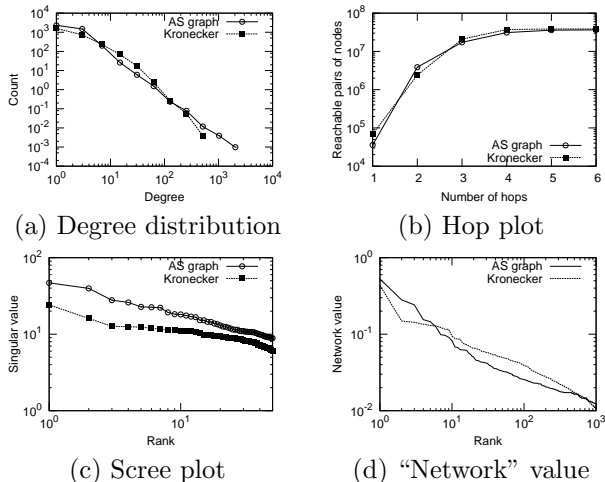 10^4
10^3
10^2
10^1
10^0
10^-1
10^-2
10^-3
10^-4
Count
AS graph
Kronecker
10^0 10^1 10^2 10^3 10^4
Degree
(a) Degree distribution
10^8
10^7
10^6
10^5
10^4
Reachable pairs of nodes
AS graph
Kronecker
1 2 3 4 5 6
Number of hops
(b) Hop plot
10^2
10^1
10^0
Singular value
AS graph
Kronecker
10^0 10^1
Rank
(c) Scree plot
10^0
10^-1
10^-2
Network value
AS graph
Kronecker
10^0 10^1 10^2 10^3
Rank
(d) “Network” value